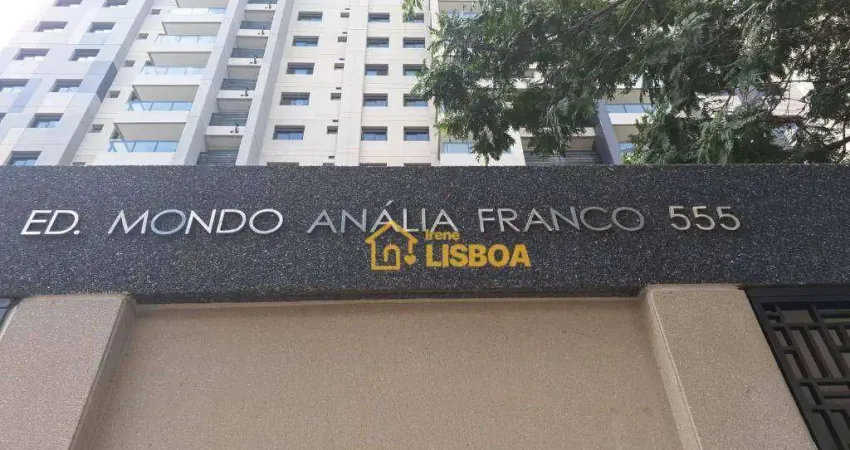 ED. MONDO ANÁLIA FRANCO 555
Irene
LISBOA